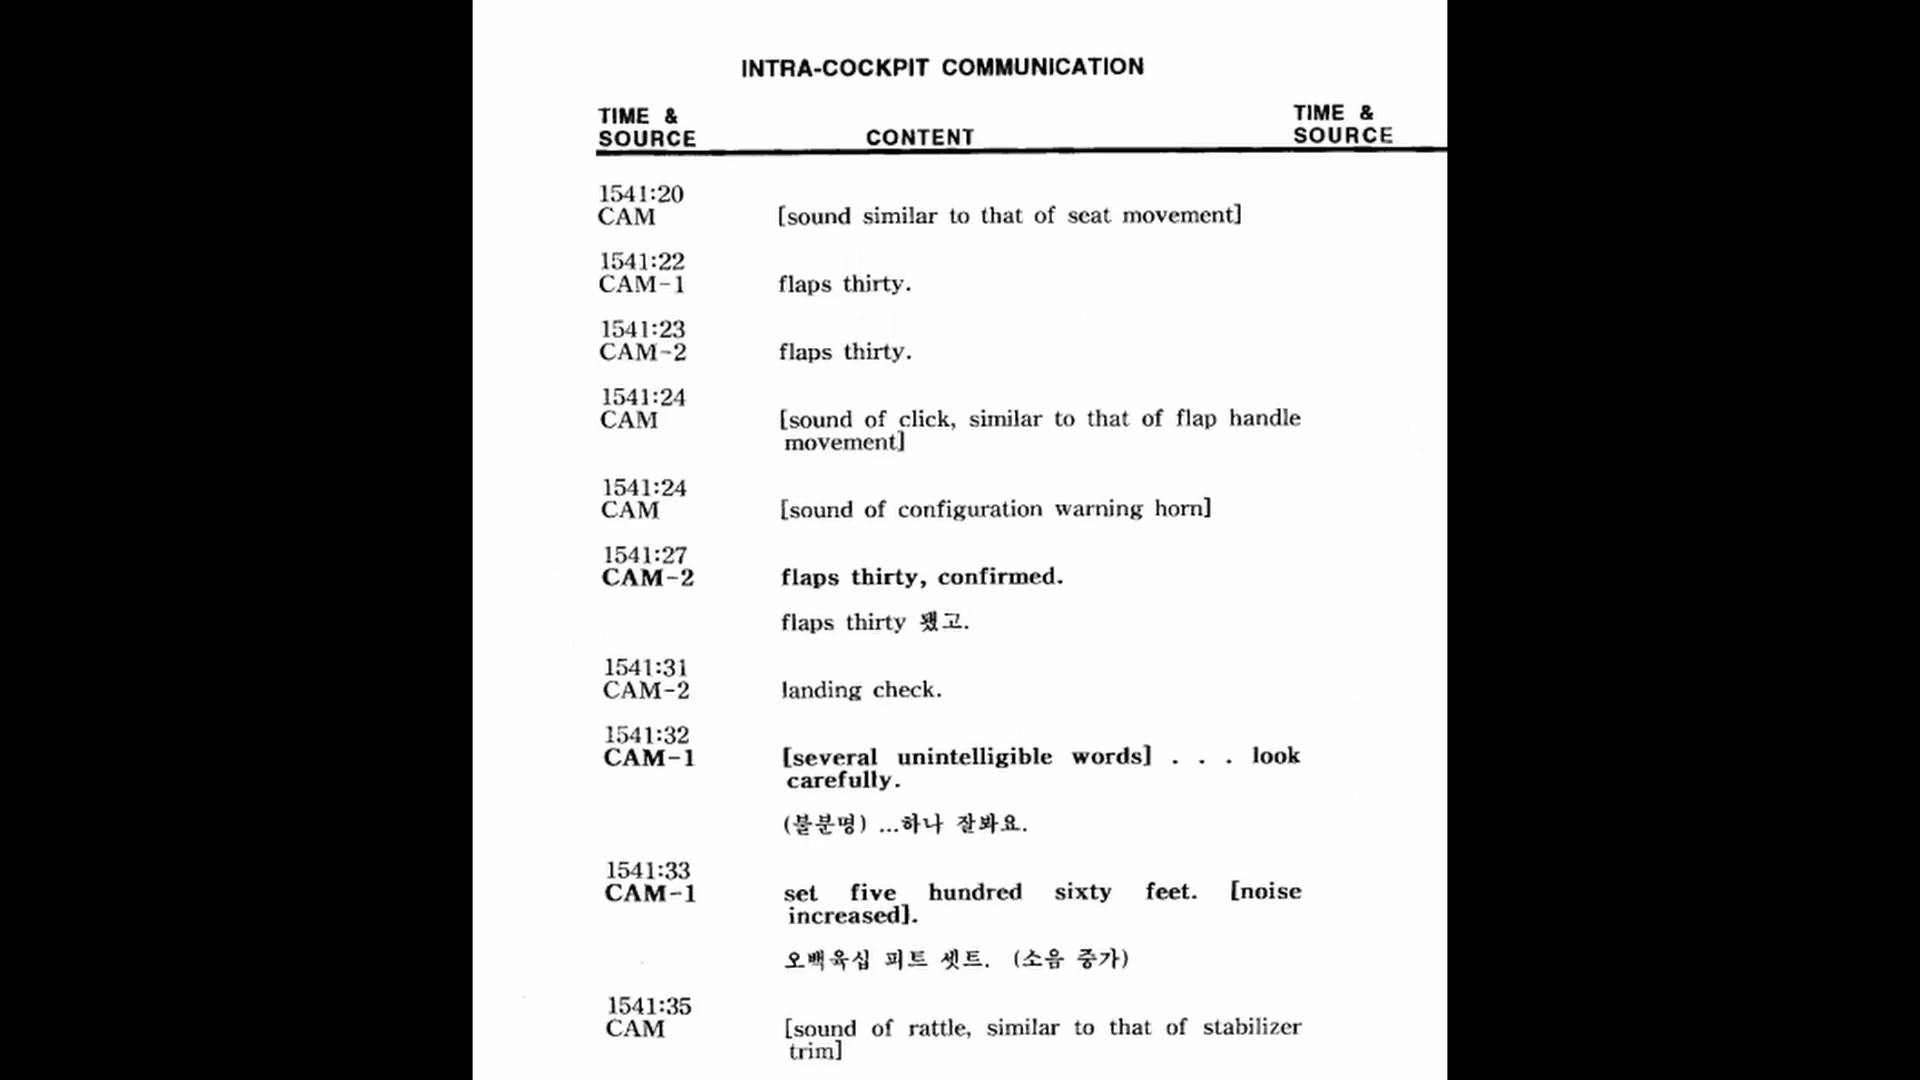 INTRA-COCKPIT COMMUNICATION
TIME &
SOURCE
CONTENT
TIME &
SOURCE
1541:20
CAM [sound similar to that of seat movement]
1541:22
CAM-1 flaps thirty.
1541:23
CAM-2 flaps thirty.
1541:24
CAM [sound of click, similar to that of flap handle
movement]
1541:24
CAM [sound of configuration warning horn]
1541:27
CAM-2 flaps thirty, confirmed.
flaps thirty 됐고.
1541:31
CAM-2 landing check.
1541:32
CAM-1 [several unintelligible words] . . . look
carefully.
(불분명) ...하나 잘봐요.
1541:33
CAM-1 set five hundred sixty feet. [noise
increased].
오백육십 피트 셋트. (소음 증가)
1541:35
CAM [sound of rattle, similar to that of stabilizer
trim]